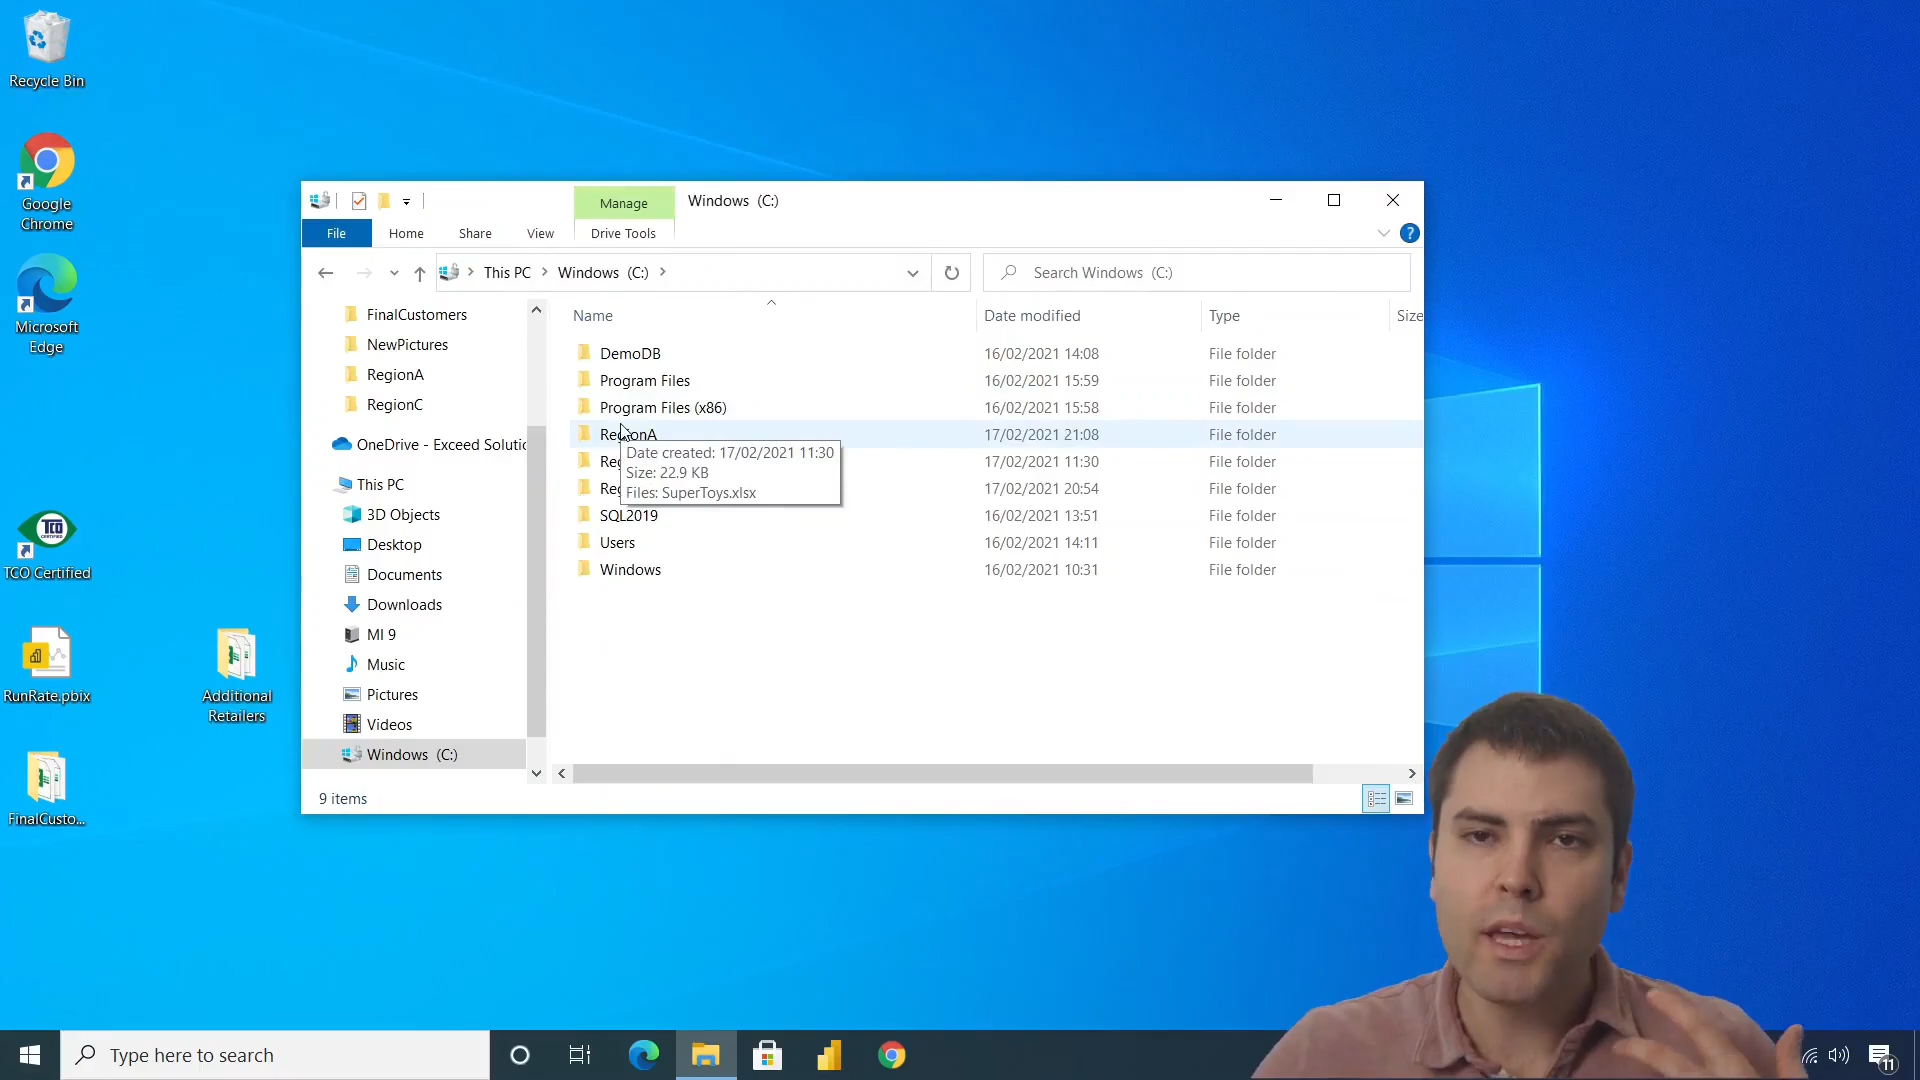 Recycle Bin
Google
Chrome
Microsoft
Edge
TCO Certified
RunRate.pbix
Additional
Retailers
FinalCusto...
Manage
Windows (C:)
File
Home
Share
View
Drive Tools
?
This PC
Windows (C:)
Search Windows (C:)
FinalCustomers
NewPictures
RegionA
RegionC
OneDrive - Exceed Solutic
This PC
3D Objects
Desktop
Documents
Downloads
MI 9
Music
Pictures
Videos
Windows (C:)
Name
Date modified
Type
Size
DemoDB 16/02/2021 14:08 File folder
Program Files 16/02/2021 15:59 File folder
Program Files (x86) 16/02/2021 15:58 File folder
RegionA 17/02/2021 21:08 File folder
Reg 17/02/2021 11:30 File folder
Reg 17/02/2021 20:54 File folder
SQL2019 16/02/2021 13:51 File folder
Users 16/02/2021 14:11 File folder
Windows 16/02/2021 10:31 File folder
Date created: 17/02/2021 11:30
Size: 22.9 KB
Files: SuperToys.xlsx
9 items
Type here to search
11